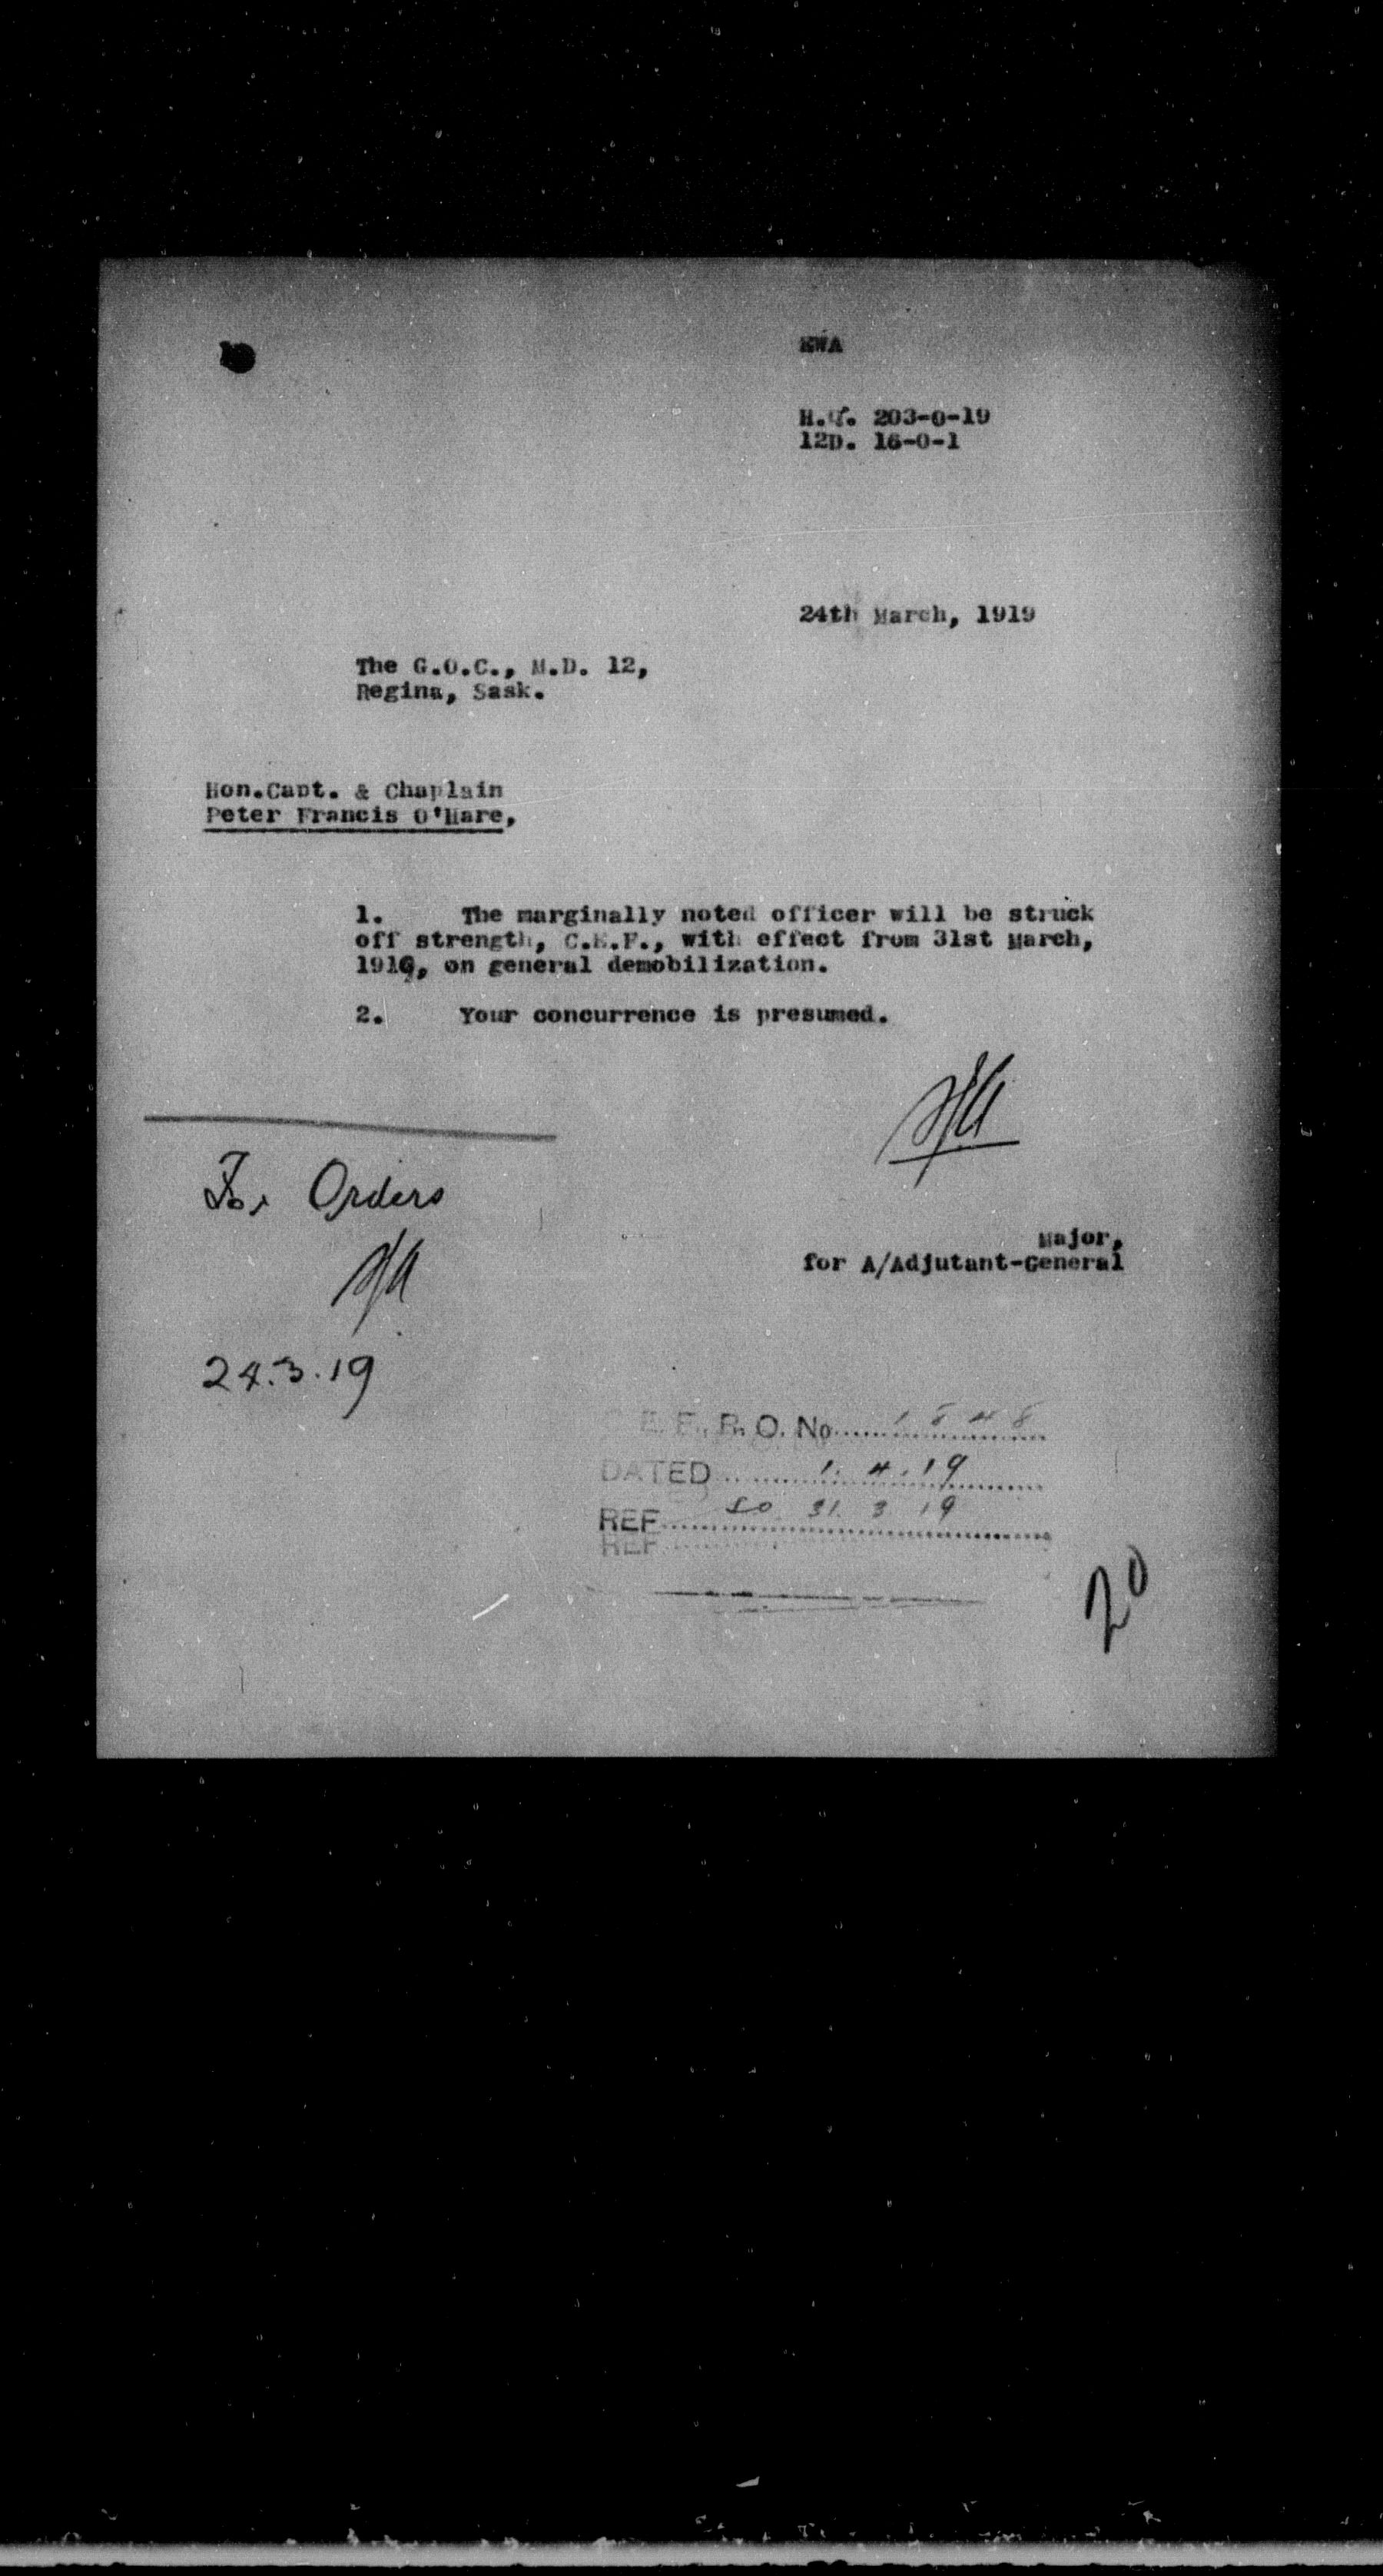 EWA
H.Q. 203-O-19
12D. 16-O-1
24th March, 1919
The G.O.C., M.D. 12,
Regina, Sask.
Hon.Capt. & Chaplain
Peter Francis O'Hare,
1. The marginally noted officer will be struck
off strength, C.E.F., with effect from 31st March,
1919, on general demobilization.
2. Your concurrence is presumed.
For Orders
Major,
for A/Adjutant-General
24.3.19
C.E.F.R.O. No. 1548
DATED 1.4.19
REF 31.3.19
REF
20